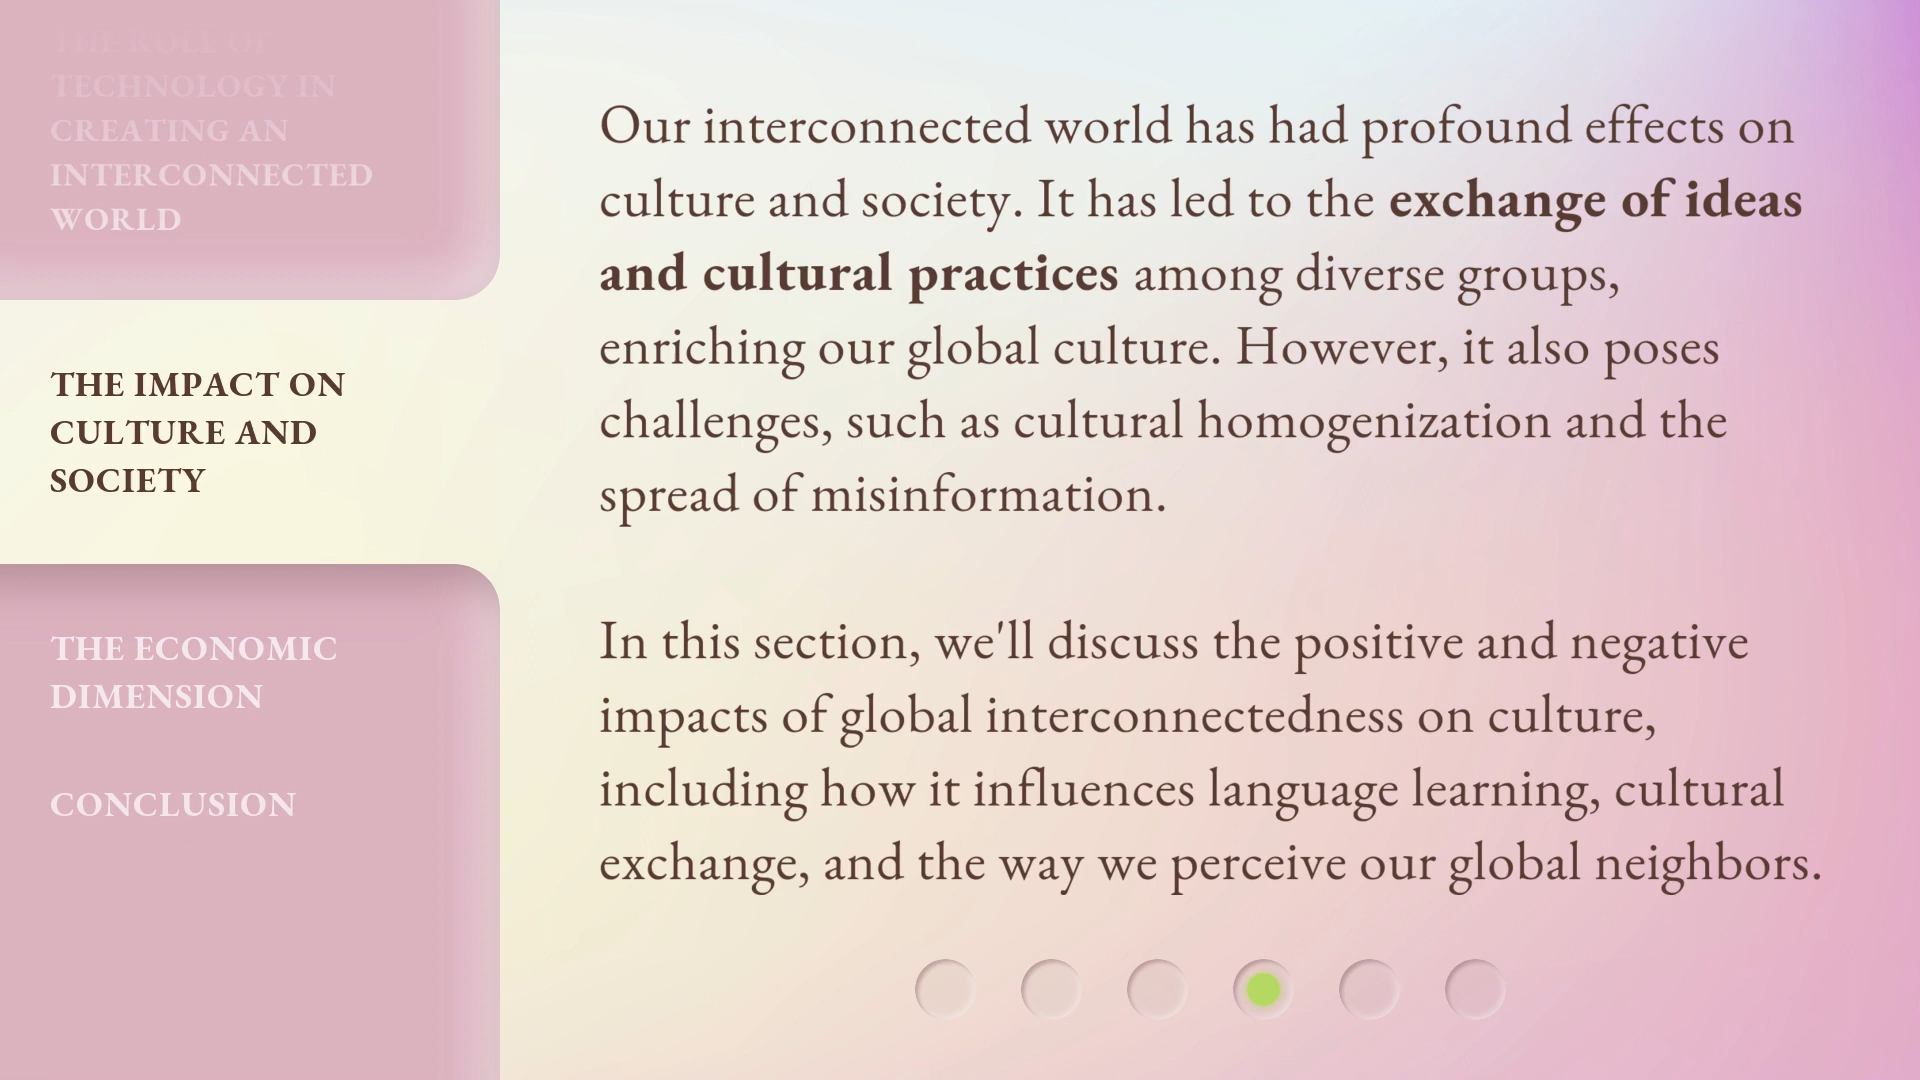 THE ROLE OF
TECHNOLOGY IN
CREATING AN
INTERCONNECTED
WORLD
THE IMPACT ON
CULTURE AND
SOCIETY
THE ECONOMIC
DIMENSION
CONCLUSION
Our interconnected world has had profound effects on
culture and society. It has led to the exchange of ideas
and cultural practices among diverse groups,
enriching our global culture. However, it also poses
challenges, such as cultural homogenization and the
spread of misinformation.
In this section, we'll discuss the positive and negative
impacts of global interconnectedness on culture,
including how it influences language learning, cultural
exchange, and the way we perceive our global neighbors.